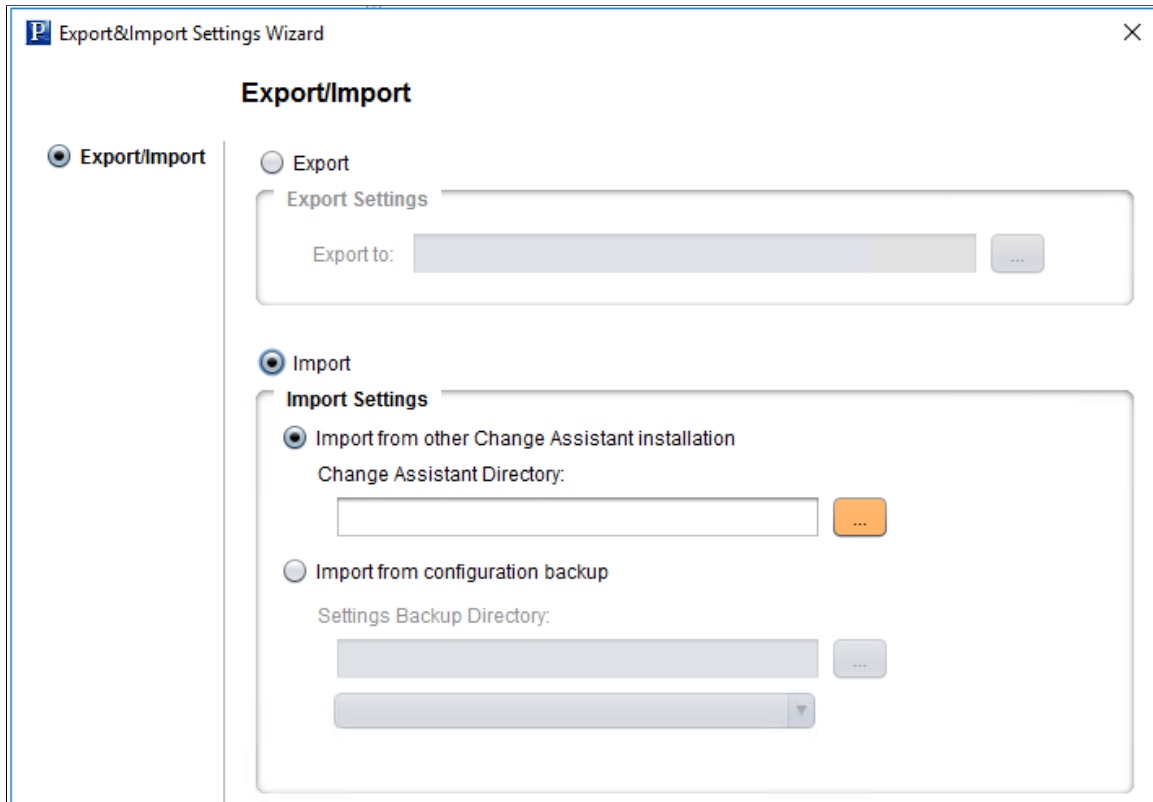 P Export&Import Settings Wizard
Export/Import
Export/Import
Export
Export Settings
Export to:
...
Import
Import Settings
Import from other Change Assistant installation
Change Assistant Directory:
...
Import from configuration backup
Settings Backup Directory:
...